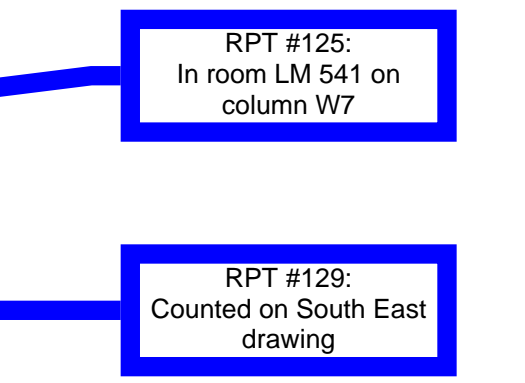 RPT #125:
In room LM 541 on
column W7
RPT #129:
Counted on South East
drawing